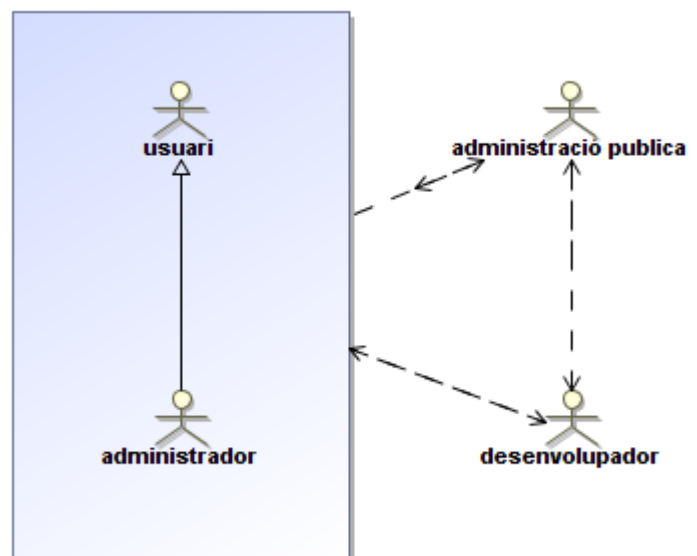 usuari
administració publica
administrador
desenvolupador